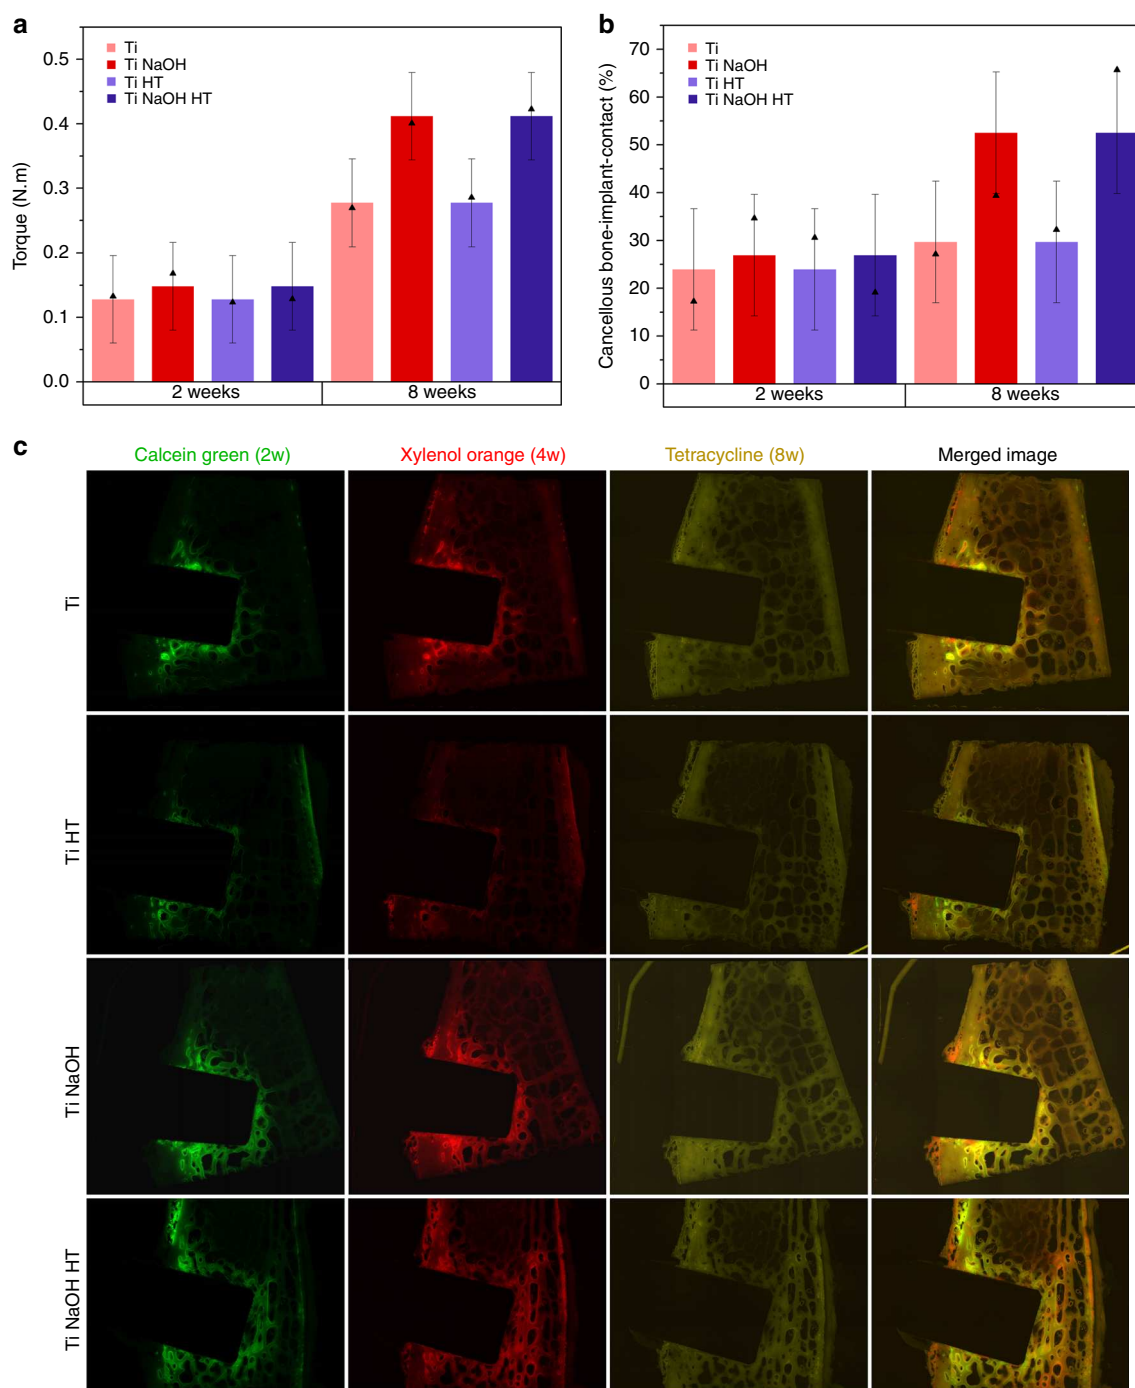 a
Torque (N.m)
0.5
0.4
0.3
0.2
0.1
0.0
Ti
Ti NaOH
Ti HT
Ti NaOH HT
2 weeks
8 weeks
b
Cancellous bone-implant-contact (%)
70
60
50
40
30
20
10
0
Ti
Ti NaOH
Ti HT
Ti NaOH HT
2 weeks
8 weeks
c
Calcein green (2w)
Xylenol orange (4w)
Tetracycline (8w)
Merged image
Ti
Ti HT
Ti NaOH
Ti NaOH HT